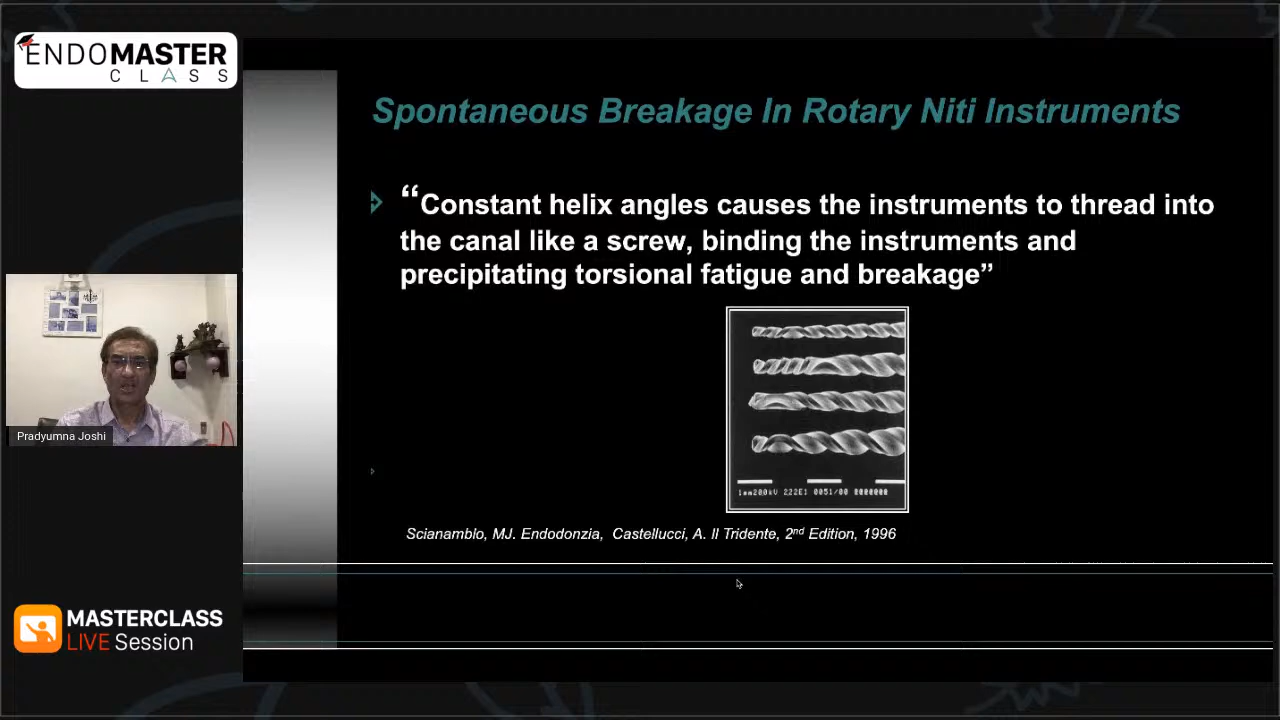 ENDOMASTER
CLASS
Spontaneous Breakage In Rotary Niti Instruments
“Constant helix angles causes the instruments to thread into
the canal like a screw, binding the instruments and
precipitating torsional fatigue and breakage”
Pradyumna Joshi
Scianamblo, MJ. Endodonzia, Castellucci, A. Il Tridente, 2nd Edition, 1996
MASTERCLASS
LIVE Session